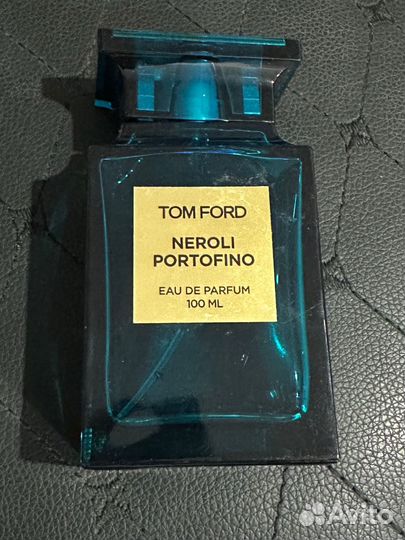 TOM FORD
NEROLI
PORTOFINO
EAU DE PARFUM
100 ML
Avito